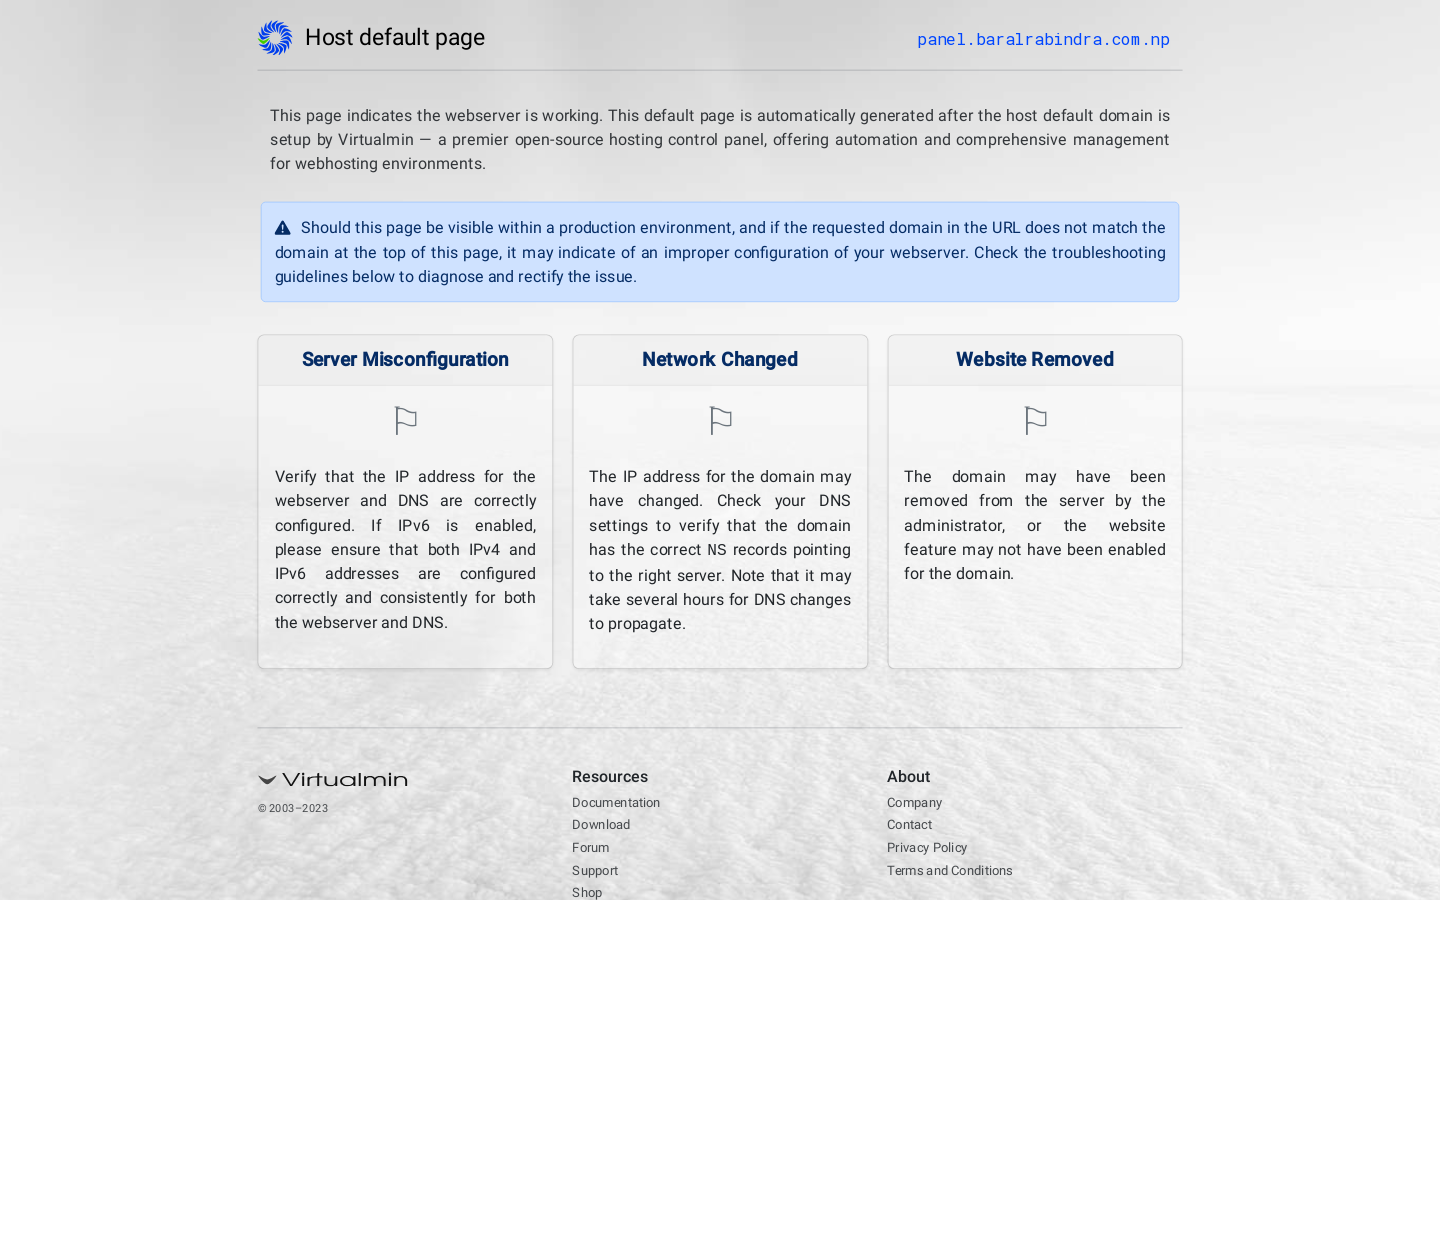 Host default page
panel.baralrabindra.com.np
This page indicates the webserver is working. This default page is automatically generated after the host default domain is
setup by Virtualmin — a premier open-source hosting control panel, offering automation and comprehensive management
for webhosting environments.
Should this page be visible within a production environment, and if the requested domain in the URL does not match the
domain at the top of this page, it may indicate of an improper configuration of your webserver. Check the troubleshooting
guidelines below to diagnose and rectify the issue.
Server Misconfiguration
Verify that the IP address for the
webserver and DNS are correctly
configured. If IPv6 is enabled,
please ensure that both IPv4 and
IPv6 addresses are configured
correctly and consistently for both
the webserver and DNS.
Network Changed
The IP address for the domain may
have changed. Check your DNS
settings to verify that the domain
has the correct NS records pointing
to the right server. Note that it may
take several hours for DNS changes
to propagate.
Website Removed
The domain may have been
removed from the server by the
administrator, or the website
feature may not have been enabled
for the domain.
Virtualmin
© 2003–2023
Resources
Documentation
Download
Forum
Support
Shop
About
Company
Contact
Privacy Policy
Terms and Conditions